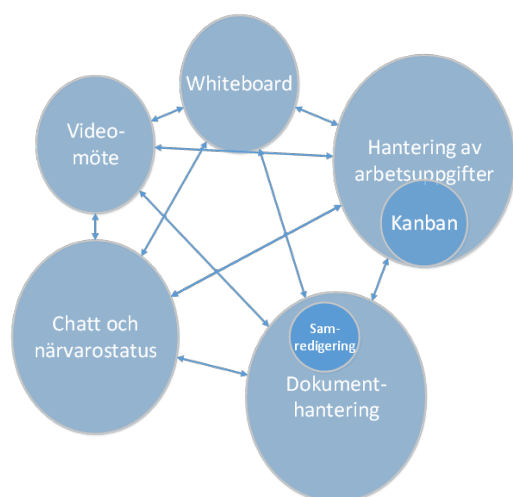 Whiteboard
Video-
möte
Hantering av
arbetsuppgifter
Kanban
Chatt och
närvarostatus
Sam-
redigering
Dokument-
hantering